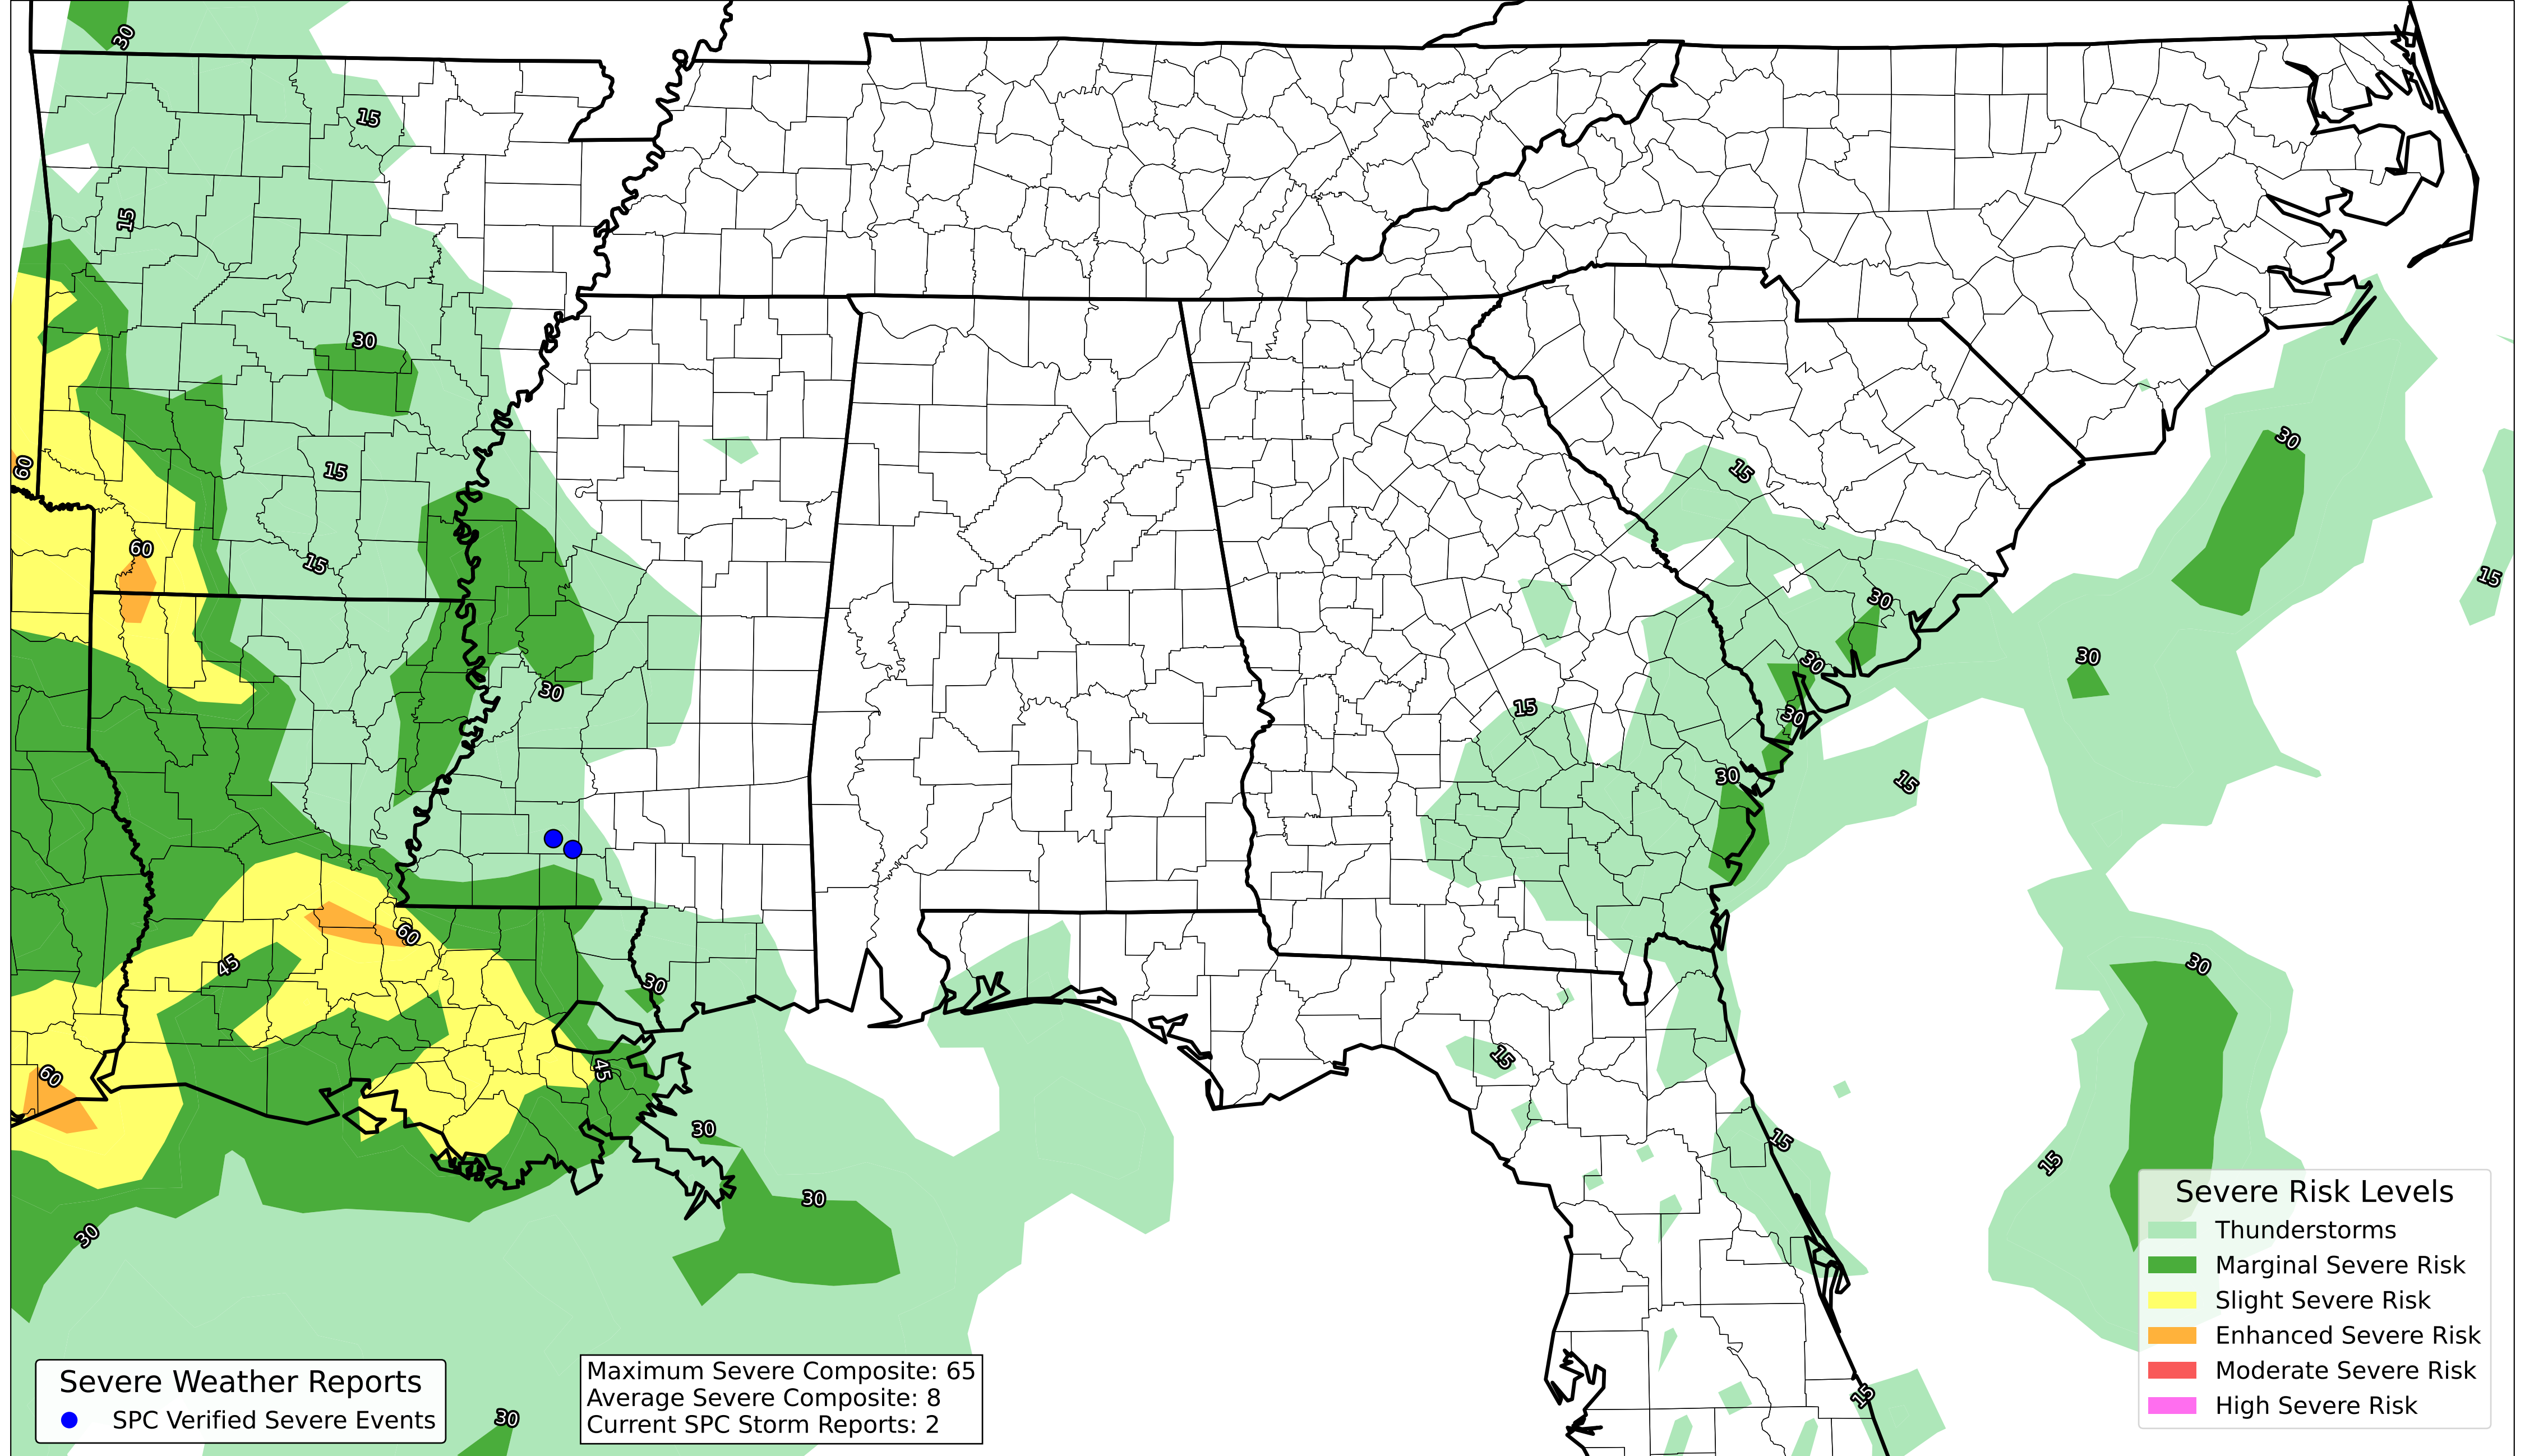 30
15
15
30
30
60
15
15
60
15
30
15
30
30
30
15
30
30
30
15
60
45
30
30
60
45
15
30
15
15
30
30
15
30
Severe Risk Levels
Thunderstorms
Marginal Severe Risk
Slight Severe Risk
Enhanced Severe Risk
Moderate Severe Risk
High Severe Risk
Severe Weather Reports
SPC Verified Severe Events
Maximum Severe Composite: 65
Average Severe Composite: 8
Current SPC Storm Reports: 2